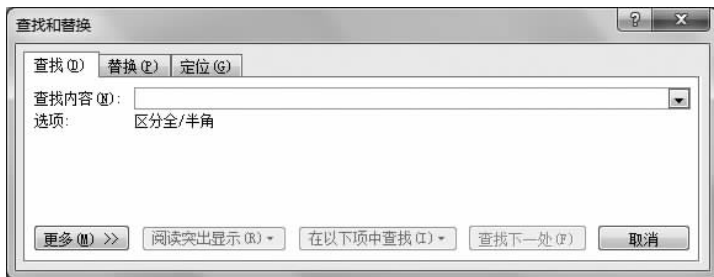 查找和替换
查找(D) 替换(P) 定位(G)
查找内容(N):
选项: 区分全/半角
更多(M) >> 阅读突出显示(R) 在以下项中查找(I) 查找下一处(F) 取消